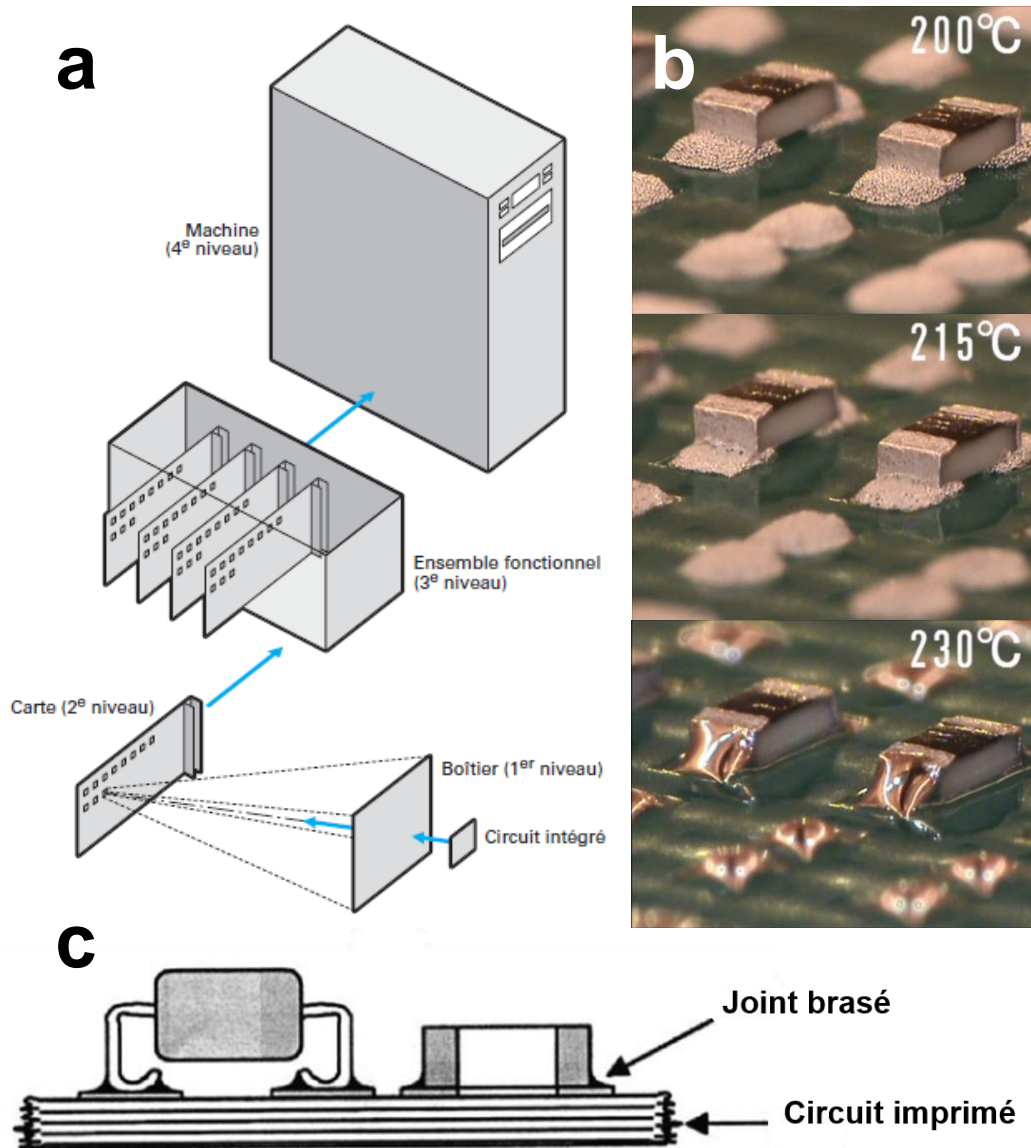 a
Machine
(4e niveau)
Ensemble fonctionnel
(3e niveau)
Carte (2e niveau)
Boîtier (1er niveau)
Circuit intégré
b
200℃
215℃
230℃
c
Joint brasé
Circuit imprimé